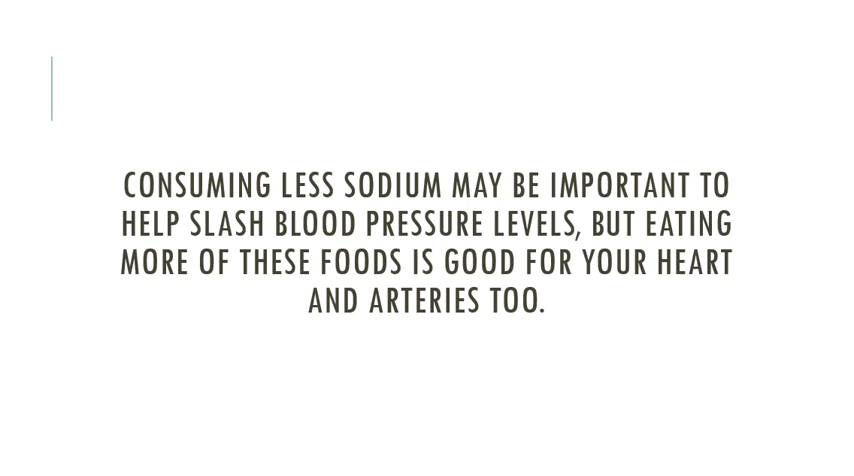 CONSUMING LESS SODIUM MAY BE IMPORTANT TO
HELP SLASH BLOOD PRESSURE LEVELS, BUT EATING
MORE OF THESE FOODS IS GOOD FOR YOUR HEART
AND ARTERIES TOO.